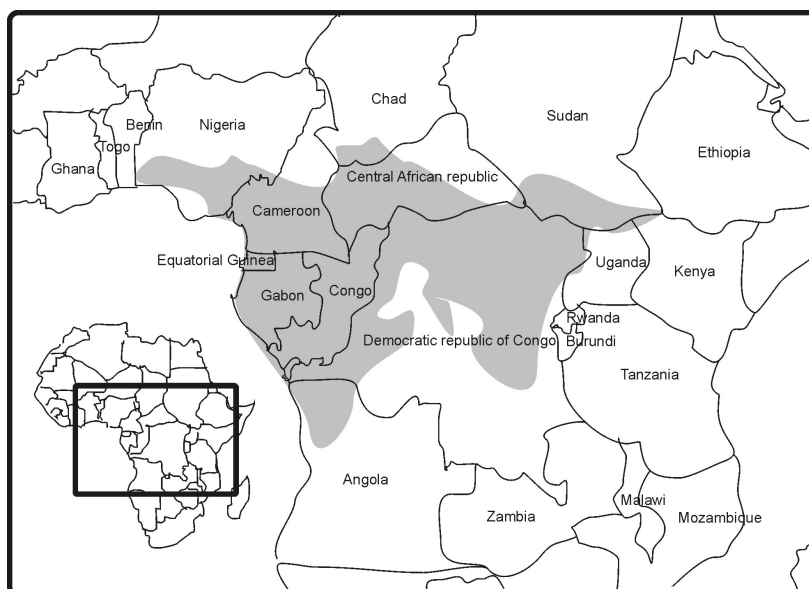 Chad
Sudan
Benin
Nigeria
Togo
Ethiopia
Ghana
Central African republic
Cameroon
Equatorial Guinea
Uganda
Kenya
Gabon
Congo
Rwanda
Democratic republic of Congo
Burundi
Tanzania
Angola
Malawi
Zambia
Mozambique